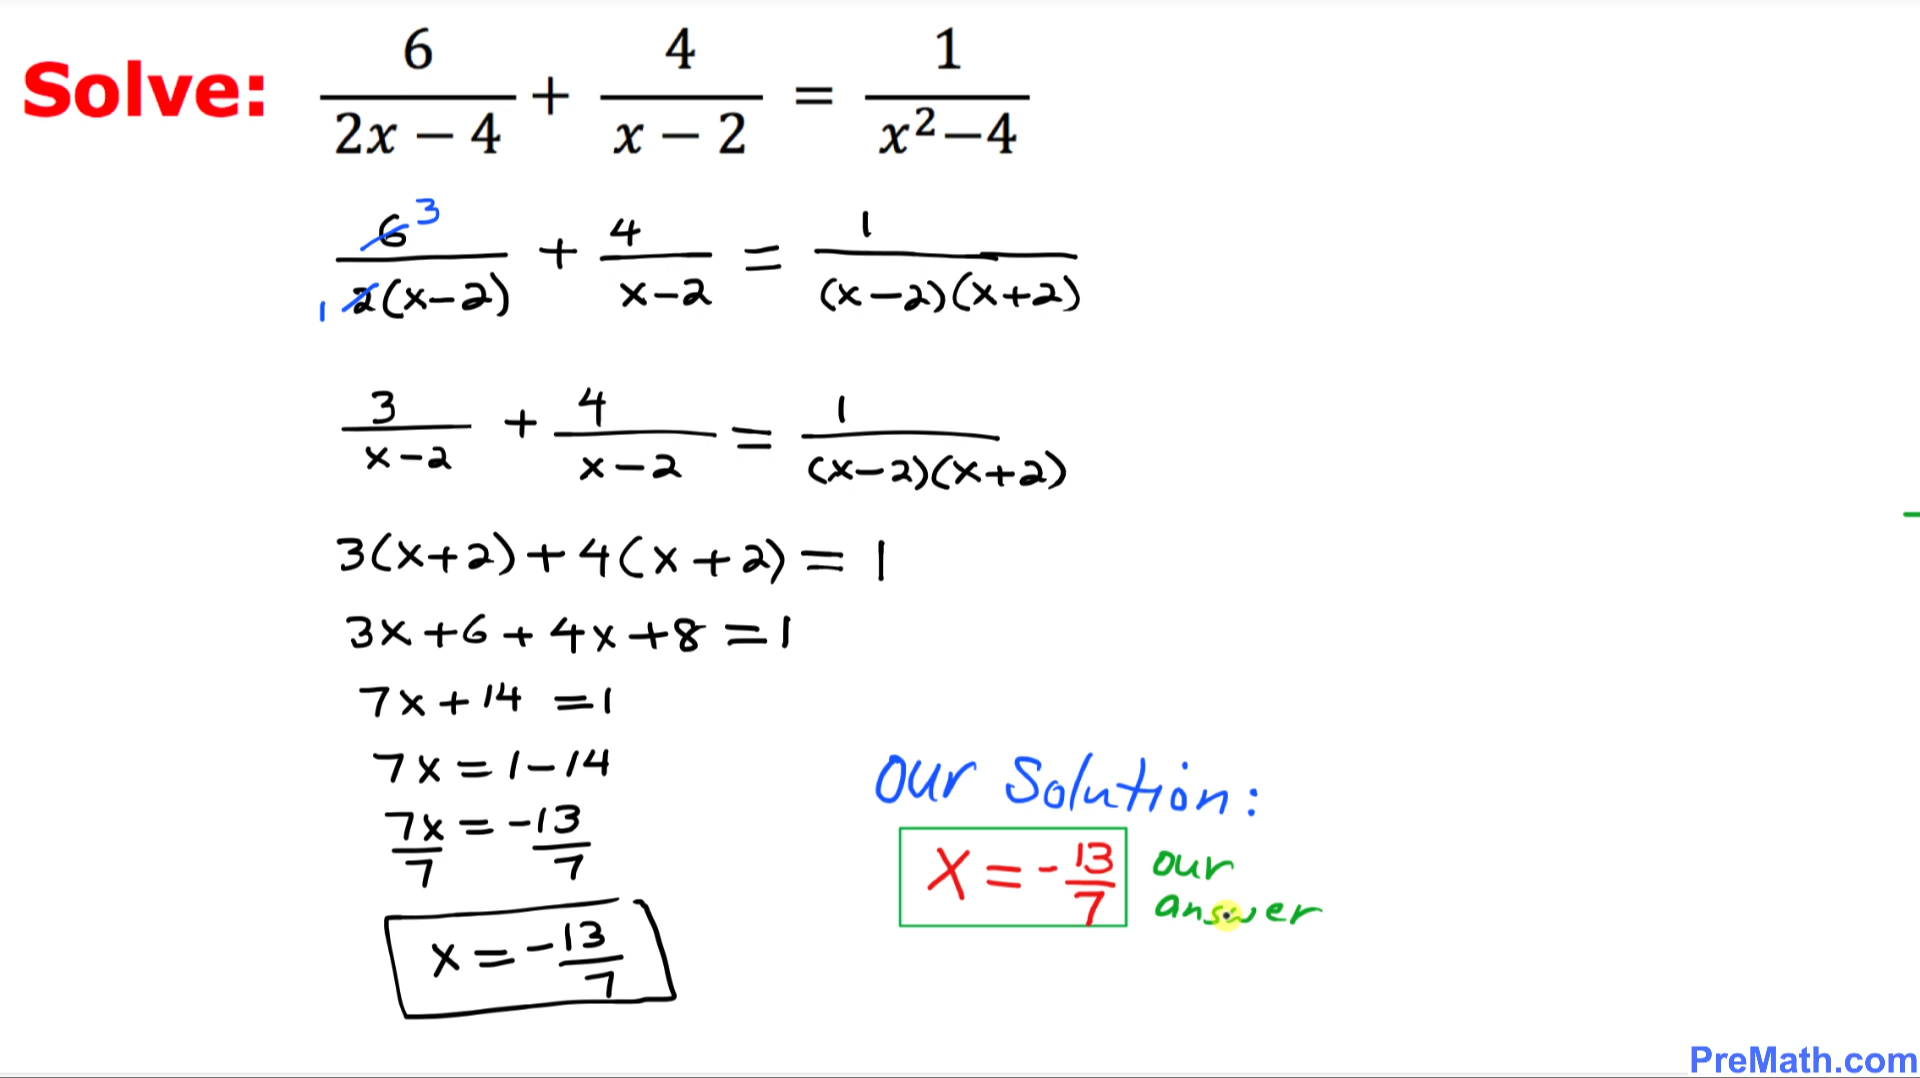 Solve: 6/(2x − 4) + 4/(x − 2) = 1/(x² − 4)
6 3/1 2(x−2) + 4/(x−2) = 1/((x−2)(x+2))
3/(x−2) + 4/(x−2) = 1/((x−2)(x+2))
3(x+2) + 4(x+2) = 1
3x + 6 + 4x + 8 = 1
7x + 14 = 1
7x = 1 − 14
7x/7 = −13/7
x = −13/7
our Solution:
X = −13/7
our
answer
PreMath.com